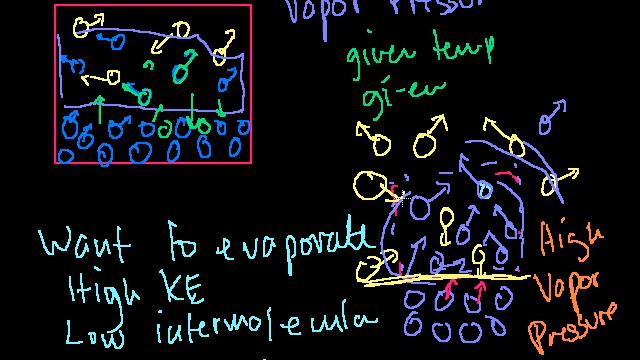 Vapor Pressur
given temp
gi-en
Want to evaporate
High KE
Low intermolecula
High
Vapor
Pressure